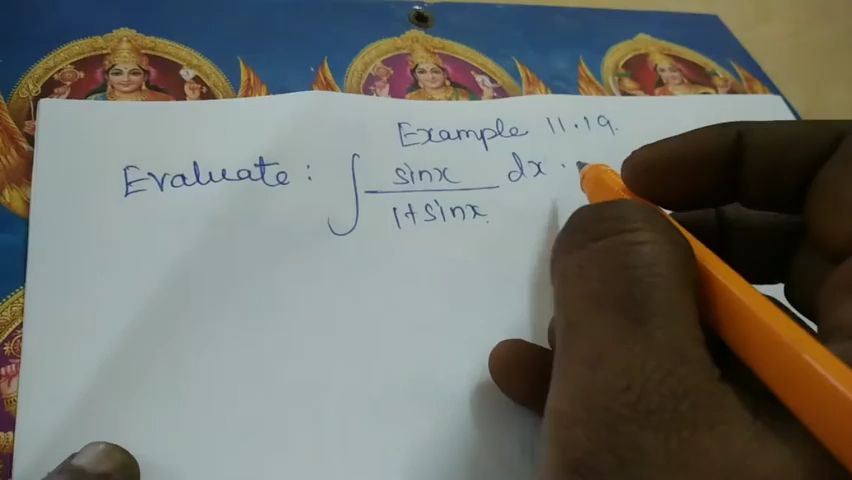 Example 11.19.
Evaluate : ∫ sinx / 1+sinx dx .